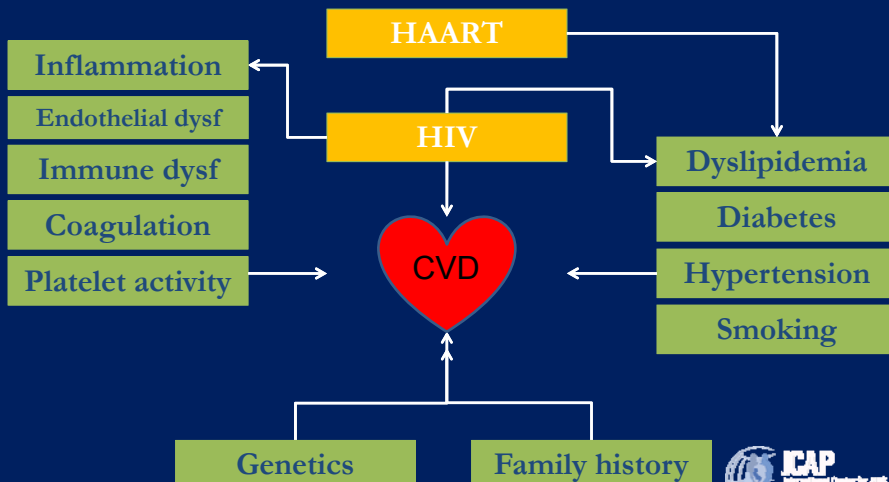 HAART
Inflammation
Endothelial dysf
HIV
Immune dysf
Dyslipidemia
Coagulation
Diabetes
CVD
Platelet activity
Hypertension
Smoking
Genetics
Family history
ICAP